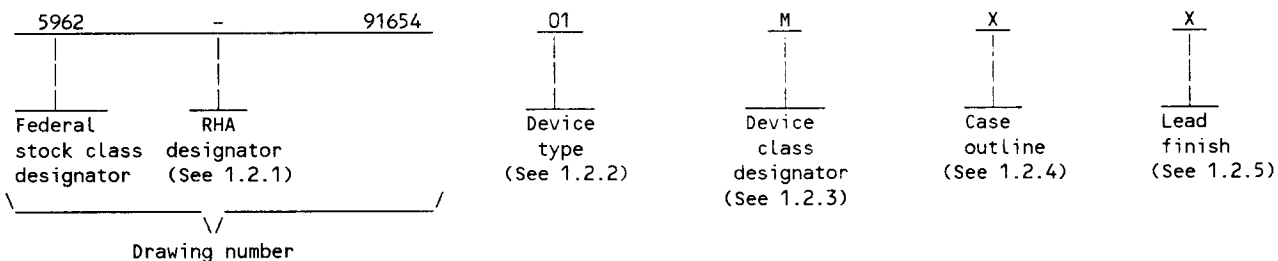 5962 - 91654 01 M X X
Federal stock class designator
RHA designator (See 1.2.1)
Device type (See 1.2.2)
Device class designator (See 1.2.3)
Case outline (See 1.2.4)
Lead finish (See 1.2.5)
Drawing number